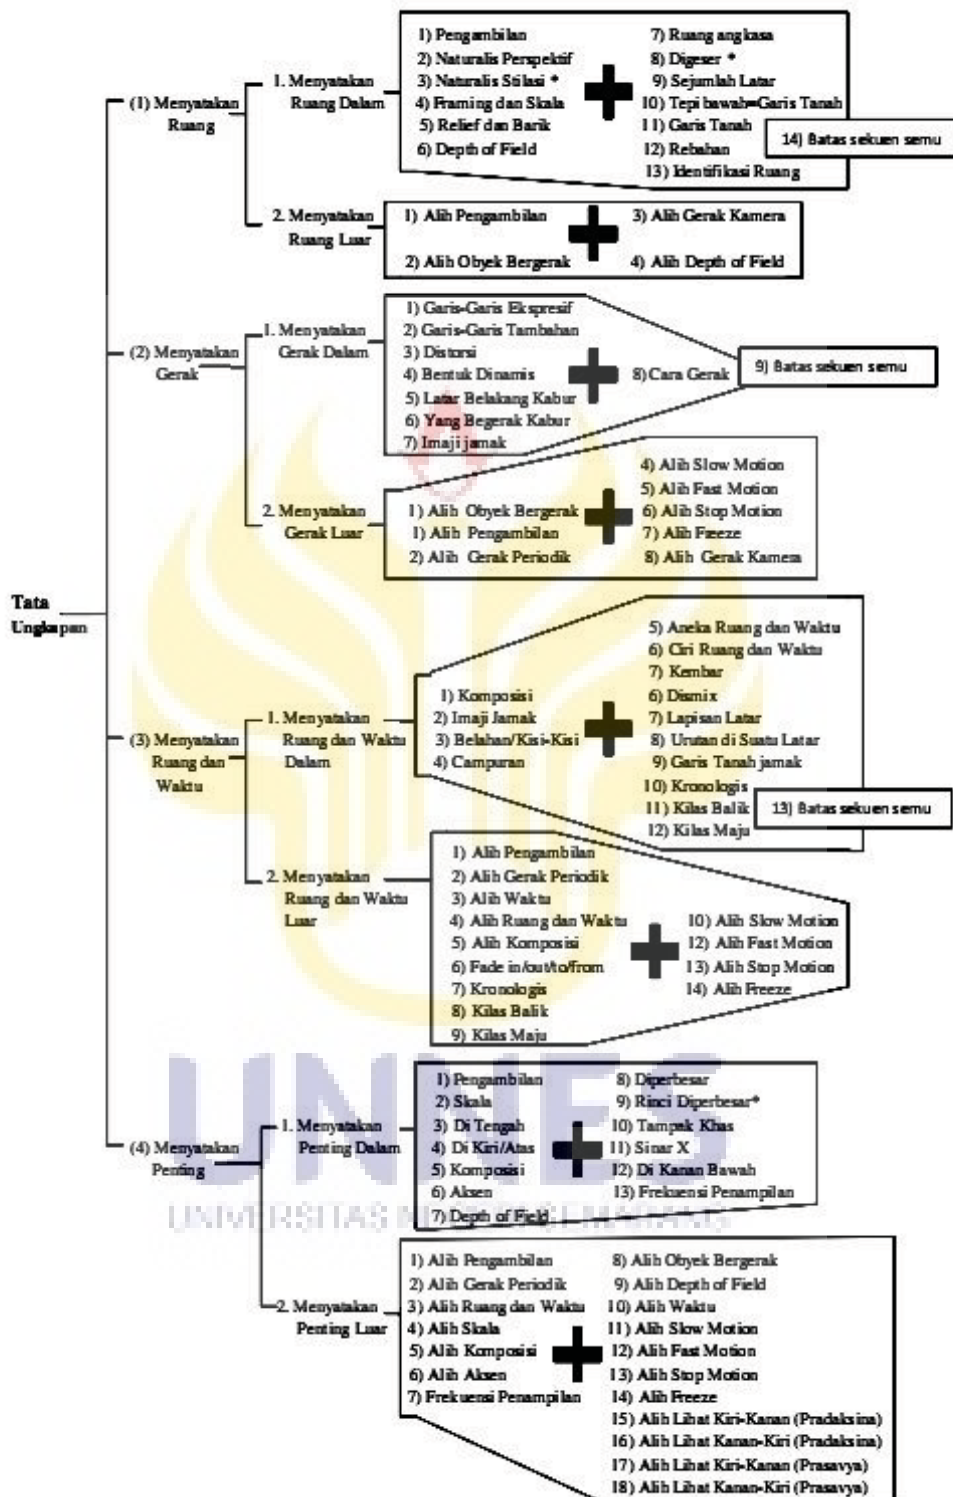 Tata
Ungkapan
(1) Menyatakan
Ruang
1. Menyatakan
Ruang Dalam
1) Pengambilan
2) Naturalis Perspektif
3) Naturalis Stilasi *
4) Framing dan Skala
5) Relief dan Barik
6) Depth of Field
7) Ruang angkasa
8) Digeser *
9) Sejumlah Latar
10) Tepi bawah=Garis Tanah
11) Garis Tanah
12) Rebahan
13) Identifikasi Ruang
14) Batas sekuen semu
2. Menyatakan
Ruang Luar
1) Alih Pengambilan
2) Alih Obyek Bergerak
3) Alih Gerak Kamera
4) Alih Depth of Field
(2) Menyatakan
Gerak
1. Menyatakan
Gerak Dalam
1) Garis-Garis Ekspresif
2) Garis-Garis Tambahan
3) Distorsi
4) Bentuk Dinamis
5) Latar Belakang Kabur
6) Yang Begerak Kabur
7) Imaji jamak
8) Cara Gerak
9) Batas sekuen semu
2. Menyatakan
Gerak Luar
1) Alih Obyek Bergerak
1) Alih Pengambilan
2) Alih Gerak Periodik
4) Alih Slow Motion
5) Alih Fast Motion
6) Alih Stop Motion
7) Alih Freeze
8) Alih Gerak Kamera
(3) Menyatakan
Ruang dan
Waktu
1. Menyatakan
Ruang dan Waktu
Dalam
1) Komposisi
2) Imaji Jamak
3) Belahan/Kisi-Kisi
4) Campuran
5) Aneka Ruang dan Waktu
6) Ciri Ruang dan Waktu
7) Kembar
6) Dismix
7) Lapisan Latar
8) Urutan di Suatu Latar
9) Garis Tanah jamak
10) Kronologis
11) Kilas Balik
12) Kilas Maju
13) Batas sekuen semu
2. Menyatakan
Ruang dan Waktu
Luar
1) Alih Pengambilan
2) Alih Gerak Periodik
3) Alih Waktu
4) Alih Ruang dan Waktu
5) Alih Komposisi
6) Fade in/out/to/from
7) Kronologis
8) Kilas Balik
9) Kilas Maju
10) Alih Slow Motion
12) Alih Fast Motion
13) Alih Stop Motion
14) Alih Freeze
(4) Menyatakan
Penting
1. Menyatakan
Penting Dalam
1) Pengambilan
2) Skala
3) Di Tengah
4) Di Kiri/Atas
5) Komposisi
6) Aksen
7) Depth of Field
8) Diperbesar
9) Rinci Diperbesar*
10) Tampak Khas
11) Sinar X
12) Di Kanan Bawah
13) Frekuensi Penampilan
2. Menyatakan
Penting Luar
1) Alih Pengambilan
2) Alih Gerak Periodik
3) Alih Ruang dan Waktu
4) Alih Skala
5) Alih Komposisi
6) Alih Aksen
7) Frekuensi Penampilan
8) Alih Obyek Bergerak
9) Alih Depth of Field
10) Alih Waktu
11) Alih Slow Motion
12) Alih Fast Motion
13) Alih Stop Motion
14) Alih Freeze
15) Alih Lihat Kiri-Kanan (Pradaksina)
16) Alih Lihat Kanan-Kiri (Pradaksina)
17) Alih Lihat Kiri-Kanan (Prasavya)
18) Alih Lihat Kanan-Kiri (Prasavya)
UNNES
UNIVERSITAS NEGERI SEMARANG